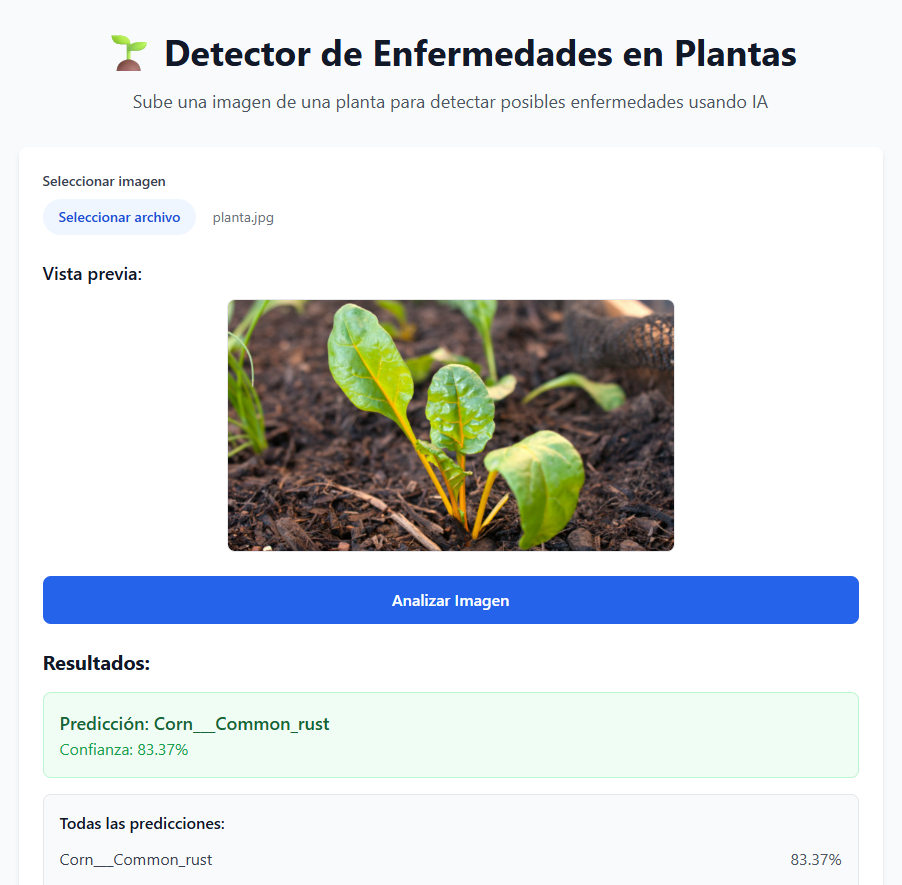 Detector de Enfermedades en Plantas
Sube una imagen de una planta para detectar posibles enfermedades usando IA
Seleccionar imagen
Seleccionar archivo planta.jpg
Vista previa:
Analizar Imagen
Resultados:
Predicción: Corn___Common_rust
Confianza: 83.37%
Todas las predicciones:
Corn___Common_rust 83.37%